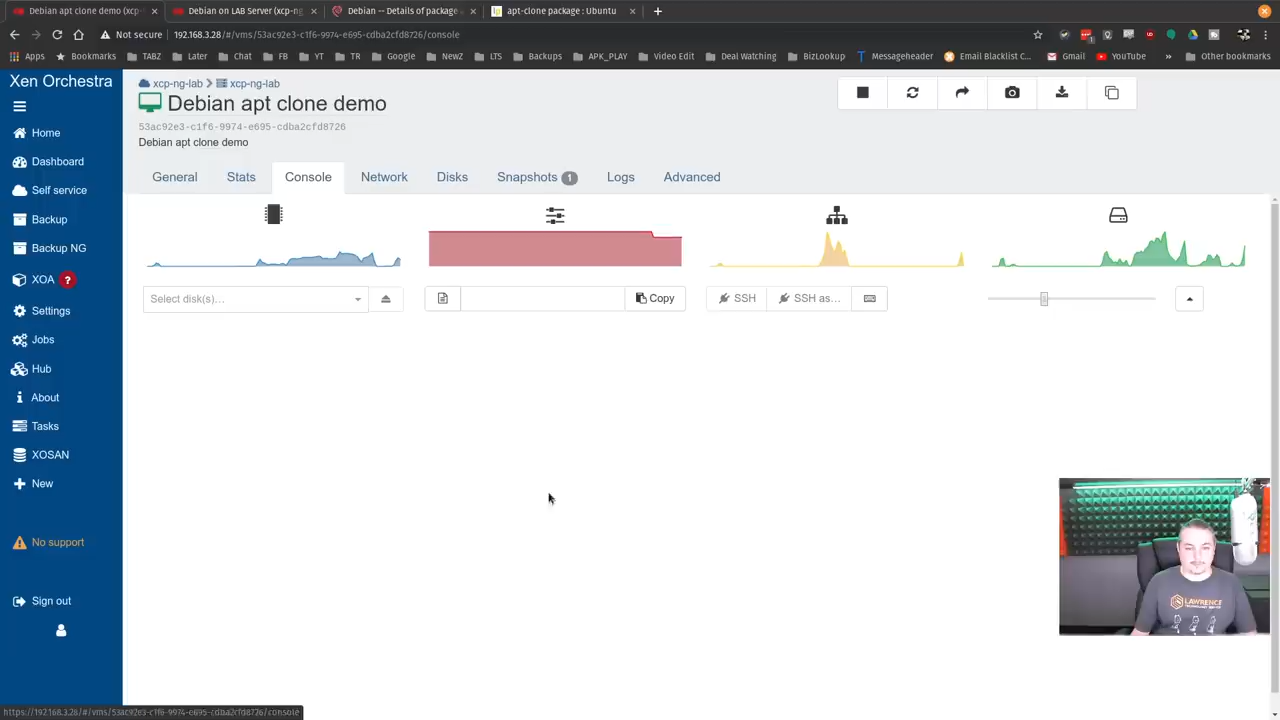 Debian apt clone demo (xcp
Debian on LAB Server (xcp-ng
Debian -- Details of package
apt-clone package : Ubuntu
Not secure
192.168.3.28/#/vms/53ac92e3-c1f6-9974-e695-cdba2cfd8726/console
Apps
Bookmarks
TABZ
Later
CHAT
FB
YT
TR
Google
NewZ
LTS
Backups
APK_PLAY
Video Edit
Deal Watching
BizLookup
Messageheader
Email Blacklist C...
Gmail
YouTube
»
Other bookmarks
Xen Orchestra
Home
Dashboard
Self service
Backup
Backup NG
XOA ?
Settings
Jobs
Hub
About
Tasks
XOSAN
New
No support
Sign out
xcp-ng-lab
xcp-ng-lab
Debian apt clone demo
53ac92e3-c1f6-9974-e695-cdba2cfd8726
Debian apt clone demo
General
Stats
Console
Network
Disks
Snapshots 1
Logs
Advanced
Select disk(s)...
Copy
SSH
SSH as...
LAWRENCE
https://192.168.3.28/#/vms/53ac92e3-c1f6-9974-e695-cdba2cfd8726/console